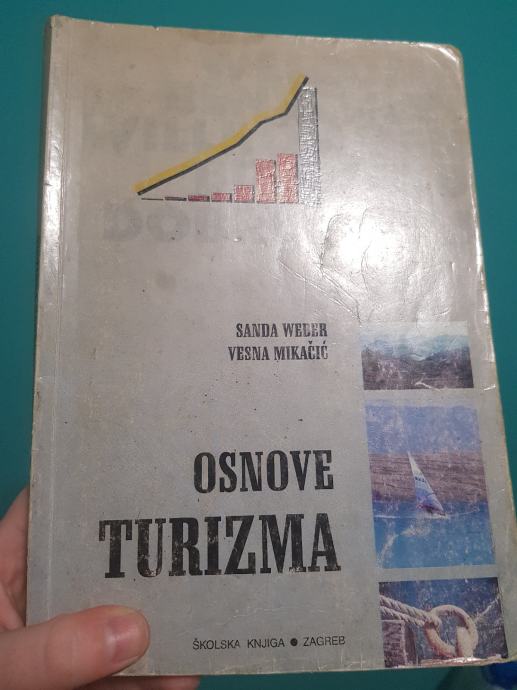 SANDA WEBER
VESNA MIKAČIĆ
OSNOVE
TURIZMA
ŠKOLSKA KNJIGA ● ZAGREB